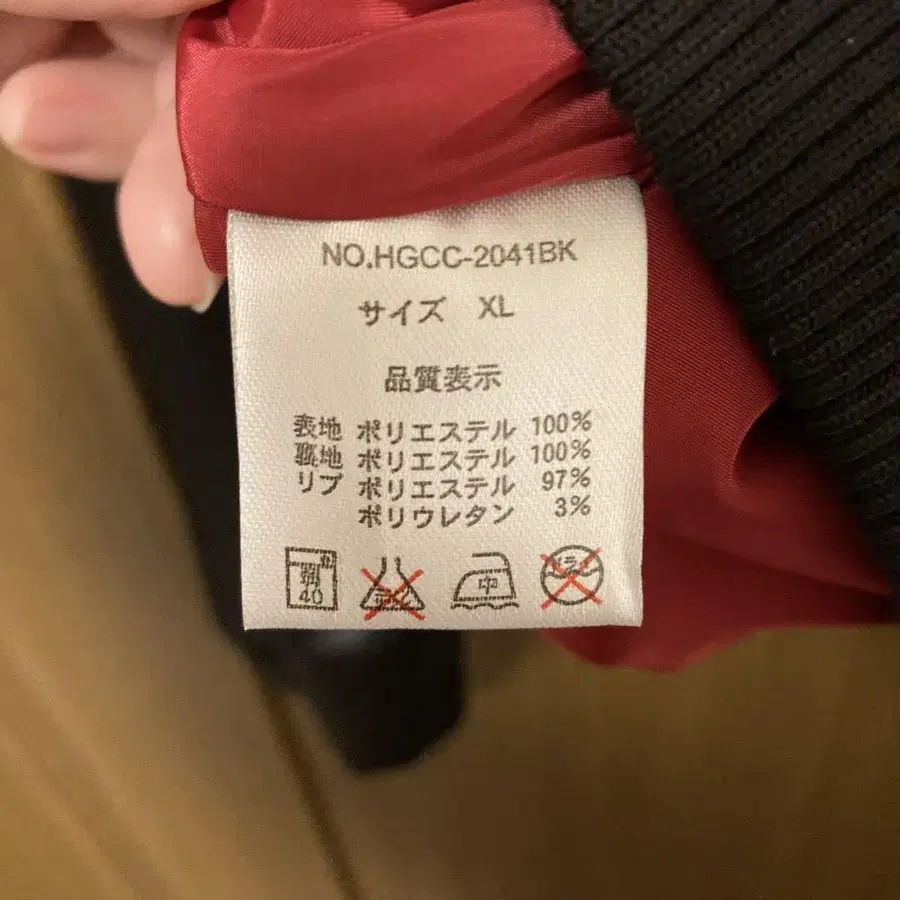 NO.HGCC-2041BK
サイズ XL
品質表示
表地 ポリエステル 100%
裏地 ポリエステル 100%
リブ ポリエステル 97%
ポリウレタン 3%
中
40